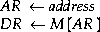 AR ← address
DR ← M [ AR ]